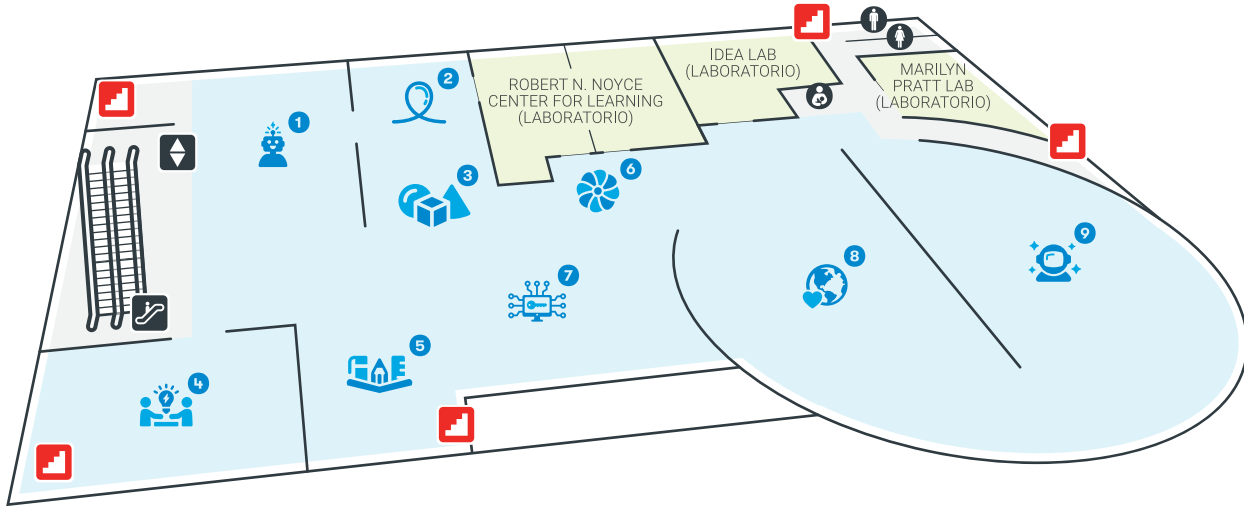 1
2
ROBERT N. NOYCE
CENTER FOR LEARNING
(LABORATORIO)
IDEA LAB
(LABORATORIO)
MARILYN
PRATT LAB
(LABORATORIO)
3
6
9
8
7
5
4